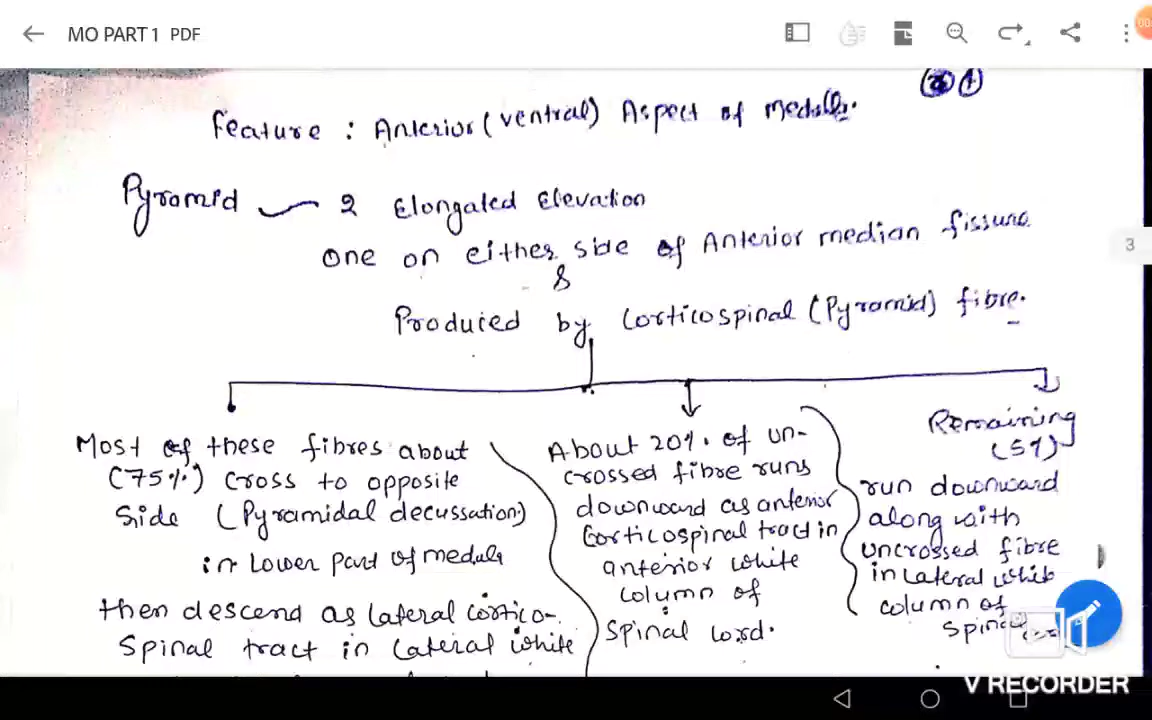 MO PART 1 PDF
Feature : Anterior (ventral) Aspect of Medulla.
Pyramid 2 Elongated Elevation
one on either side of Anterior median fissure
&
Produced by Corticospinal (Pyramid) fibre.
3
Most of these fibres about
(75%) cross to opposite
Side (Pyramidal decussation)
in Lower part of medula
then descend as lateral cortico-
Spinal tract in Lateral white
About 20% of un-
crossed fibre runs
downward as anterior
Corticospinal tract in
anterior white
column of
Spinal cord.
Remaining
(5%)
run downward
along with
uncrossed fibre
in Lateral white
column of
V RECORDER